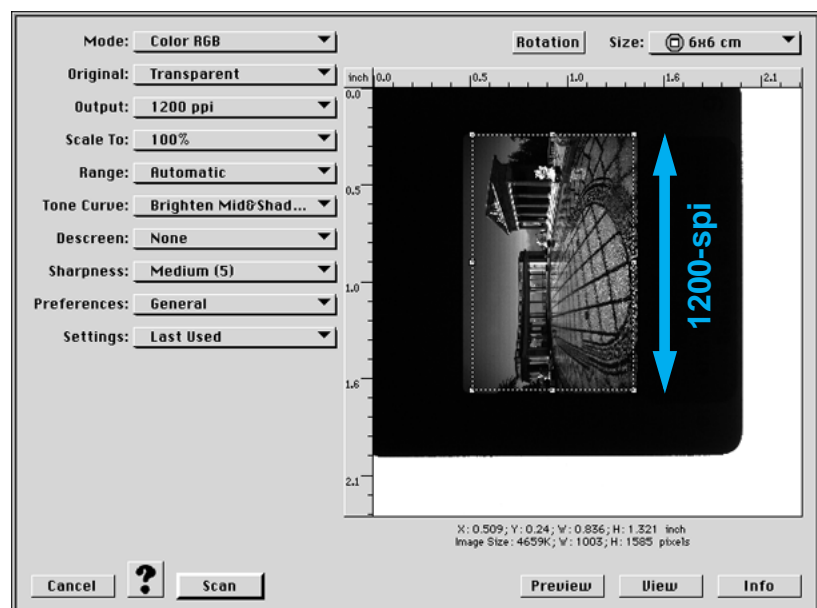 Mode: Color RGB
Rotation Size: 6x6 cm
Original: Transparent
inch 0.0 0.5 1.0 1.6 2.1
0.0
Output: 1200 ppi
Scale To: 100%
Range: Automatic
0.5
Tone Curve: Brighten Mid&Shad...
1200-spi
Descreen: None
Sharpness: Medium (5)
1.0
Preferences: General
Settings: Last Used
1.6
2.1
X: 0.509; Y: 0.24; W: 0.836; H: 1.321 inch
Image Size: 4659K; W: 1003; H: 1585 pixels
Cancel ? Scan Preview View Info